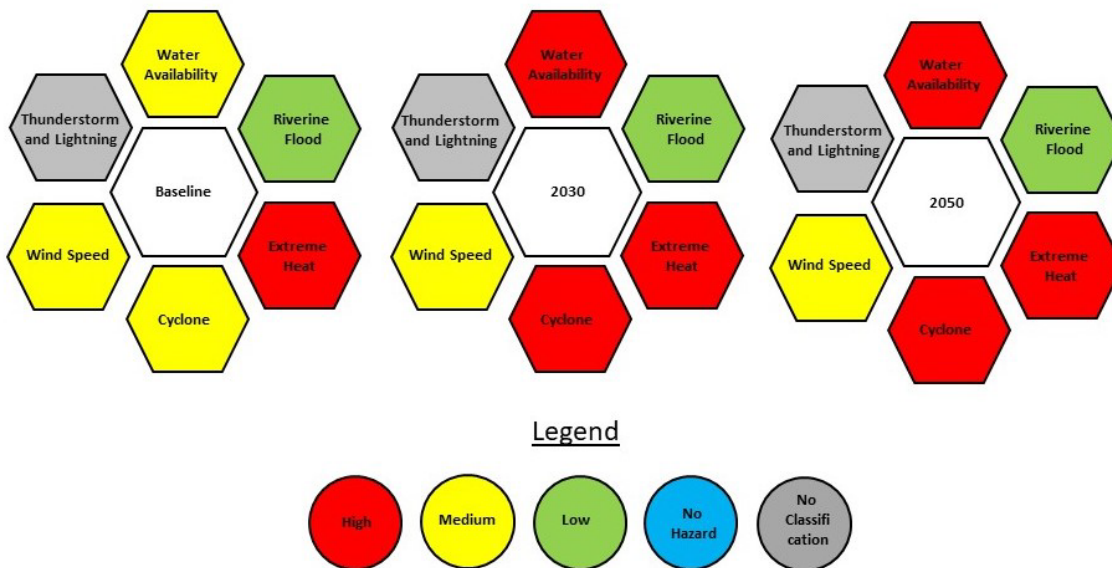 Water
Availability
Thunderstorm
and Lightning
Riverine
Flood
Baseline
Wind Speed
Extreme
Heat
Cyclone
Water
Availability
Thunderstorm
and Lightning
Riverine
Flood
2030
Wind Speed
Extreme
Heat
Cyclone
Water
Availability
Thunderstorm
and Lightning
Riverine
Flood
2050
Wind Speed
Extreme
Heat
Cyclone
Legend
High
Medium
Low
No
Hazard
No
Classifi
cation